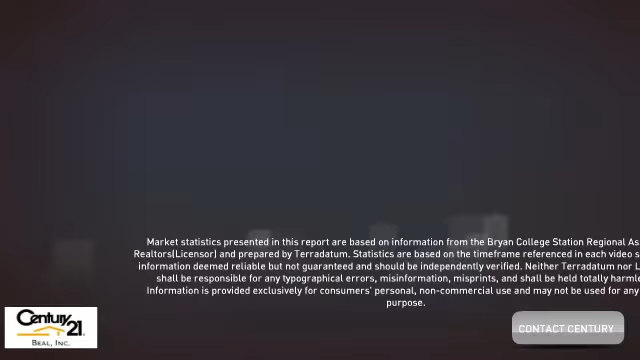 Market statistics presented in this report are based on information from the Bryan College Station Regional As
Realtors(Licensor) and prepared by Terradatum. Statistics are based on the timeframe referenced in each video s
information deemed reliable but not guaranteed and should be independently verified. Neither Terradatum nor L
shall be responsible for any typographical errors, misinformation, misprints, and shall be held totally harmle
Information is provided exclusively for consumers' personal, non-commercial use and may not be used for any
purpose.
Century 21®
BEAL, INC.
CONTACT CENTURY